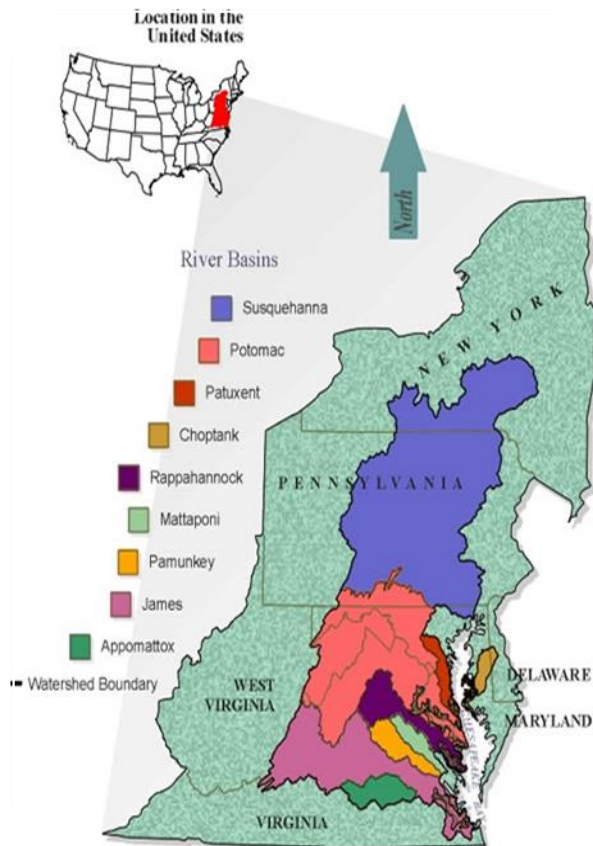 Location in the
United States
North
River Basins
Susquehanna
Potomac
Patuxent
Choptank
Rappahannock
Mattaponi
Pamunkey
James
Appomattox
Watershed Boundary
NEW YORK
PENNSYLVANIA
WEST
VIRGINIA
DELAWARE
MARYLAND
VIRGINIA